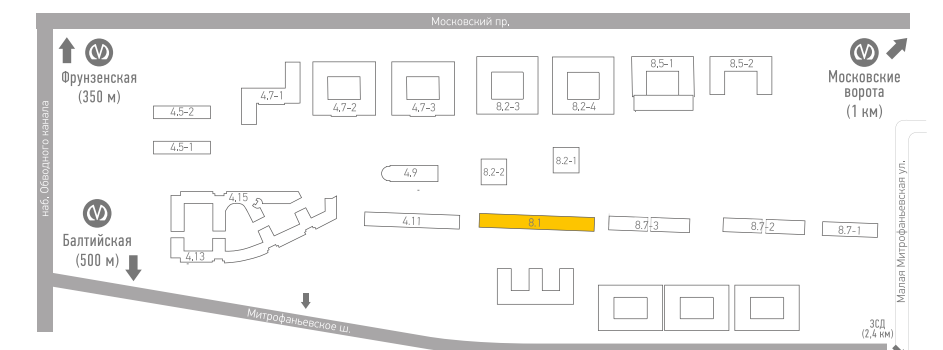 Московский пр.
Фрунзенская
(350 м)
Московские
ворота
(1 км)
наб. Обводного канала
4.5-2
4.5-1
4.7-1
4.7-2
4.7-3
8.2-3
8.2-4
8.5-1
8.5-2
4.9
8.2-2
8.2-1
4.15
4.13
4.11
8.1
8.7-3
8.7-2
8.7-1
Балтийская
(500 м)
Митрофаньевское ш.
Малая Митрофаньевская ул.
ЗСД
(2,4 км)